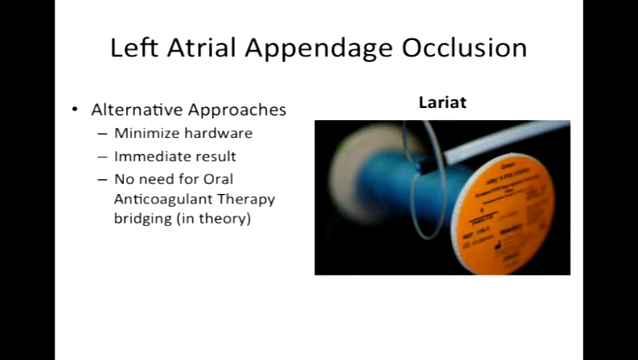 Left Atrial Appendage Occlusion
• Alternative Approaches
– Minimize hardware
– Immediate result
– No need for Oral
Anticoagulant Therapy
bridging (in theory)
Lariat